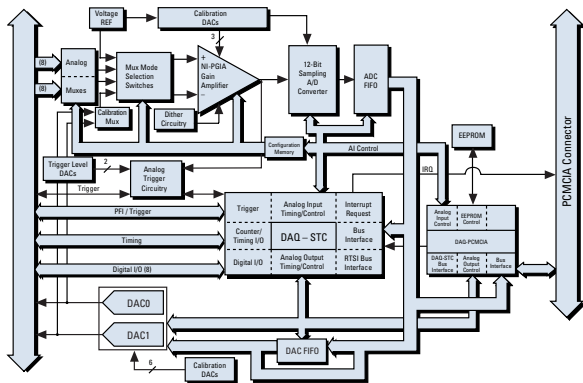 Voltage
REF
Calibration
DACs
3
(8)
Analog
(8)
Muxes
Mux Mode
Selection
Switches
+
NI-PGIA
Gain
Amplifier
–
12-Bit
Sampling
A/D
Converter
ADC
FIFO
Calibration
Mux
Dither
Circuitry
Configuration
Memory
AI Control
EEPROM
PCMCIA Connector
Trigger Level
DACs
2
Analog
Trigger
Circuitry
Trigger
IRQ
PFI / Trigger
Timing
Digital I/O (8)
Trigger
Analog Input
Timing/Control
Interrupt
Request
Counter/
Timing I/O
DAQ – STC
Bus
Interface
Digital I/O
Analog Output
Timing/Control
RTSI Bus
Interface
Analog
Input
Control
EEPROM
Control
DAQ-PCMCIA
DAQ-STC
Bus
Interface
Analog
Output
Control
Bus
Interface
DAC0
DAC1
DAC FIFO
6
Calibration
DACs